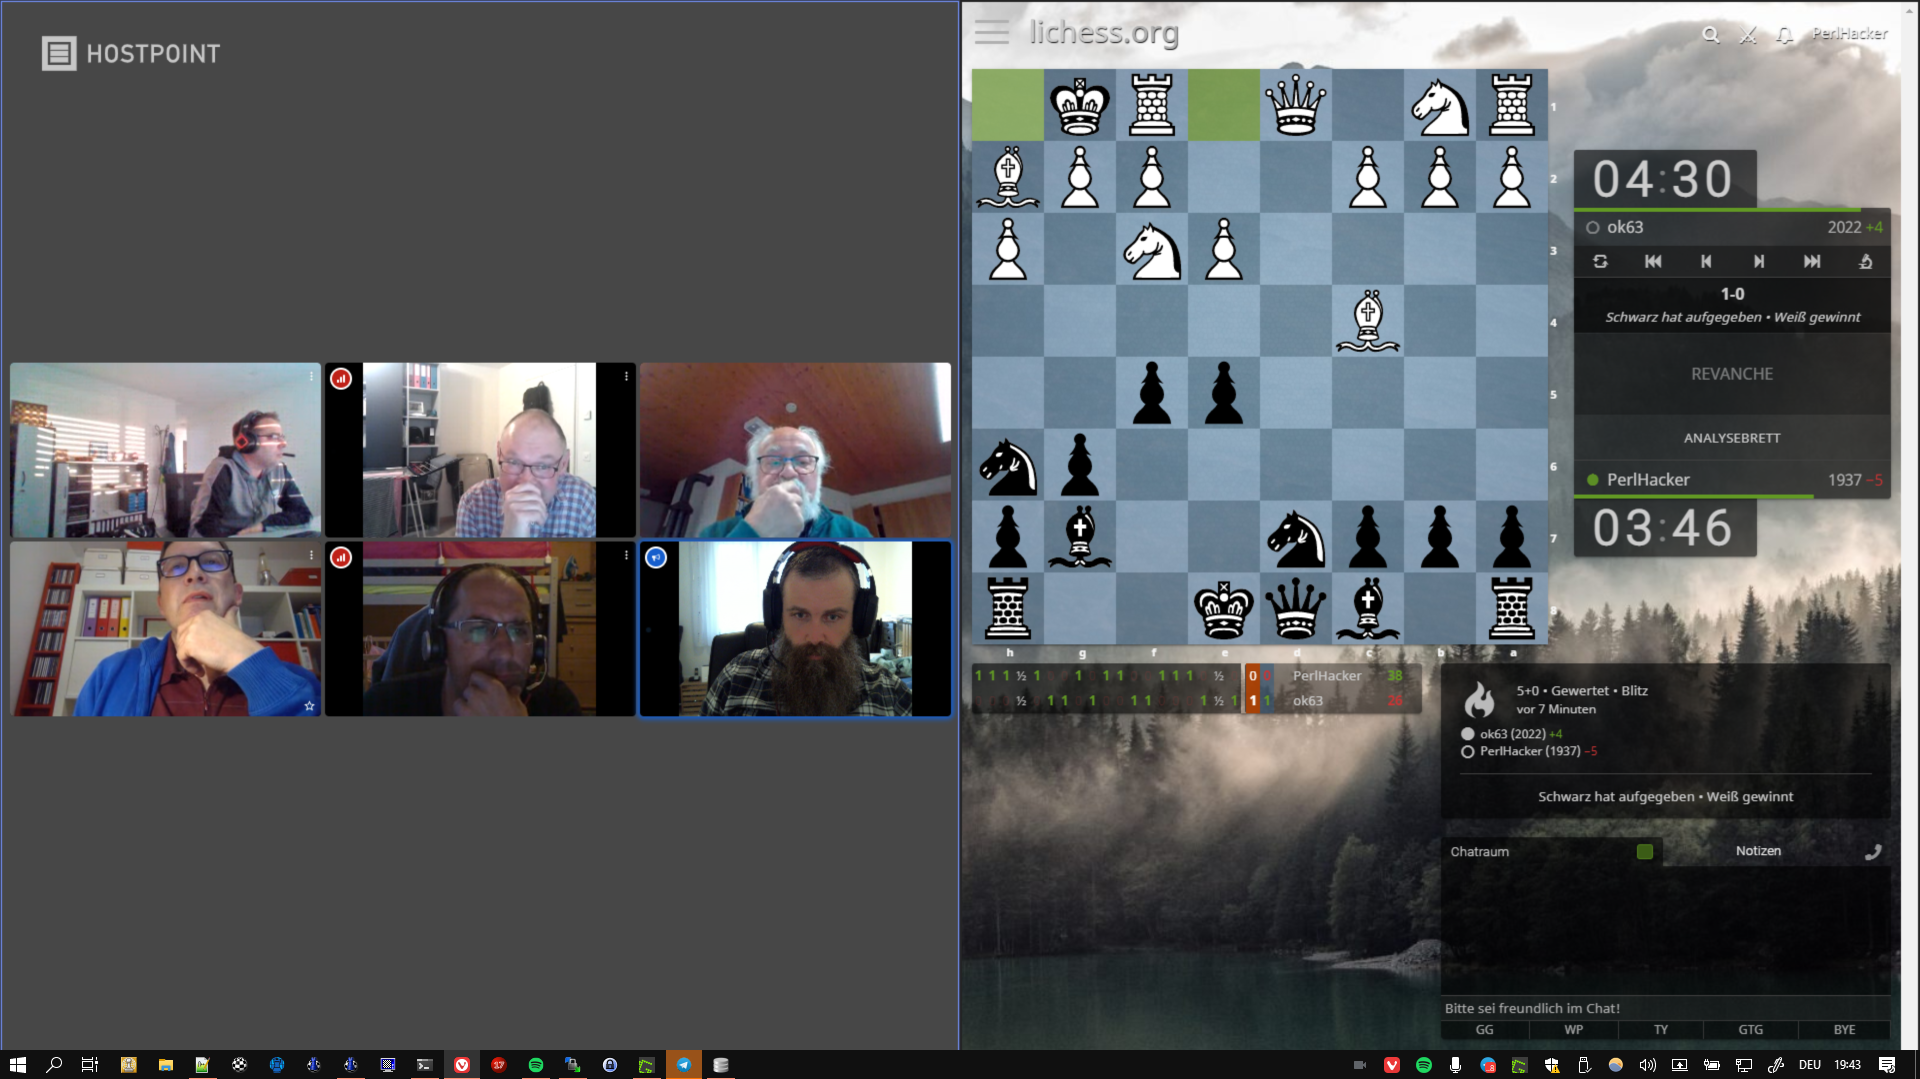 HOSTPOINT
lichess.org
PerlHacker
1
2
3
4
5
6
7
8
h g f e d c b a
04:30
ok63 2022 +4
1-0
Schwarz hat aufgegeben • Weiß gewinnt
REVANCHE
ANALYSEBRETT
PerlHacker 1937 −5
03:46
1 1 1 ½ 1 1 1 1 1 1 1 ½ 0 0 PerlHacker 38
½ 1 1 1 1 1 ½ 1 1 1 ok63 28
5+0 • Gewertet • Blitz
vor 7 Minuten
ok63 (2022) +4
PerlHacker (1937) −5
Schwarz hat aufgegeben • Weiß gewinnt
Chatraum
Notizen
Bitte sei freundlich im Chat!
GG WP TY GTG BYE
17
DEU 19:43